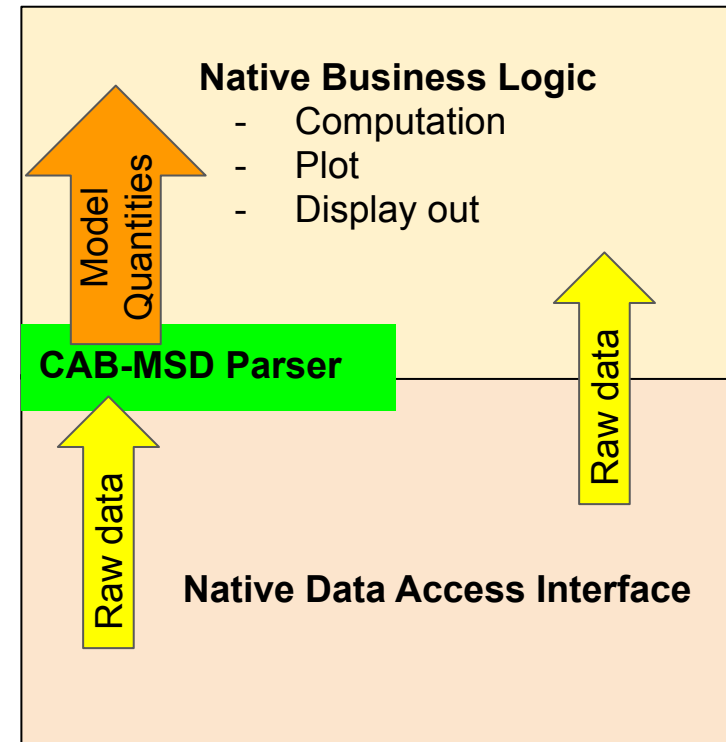 Native Business Logic
- Computation
- Plot
- Display out
Model
Quantities
CAB-MSD Parser
Raw data
Raw data
Native Data Access Interface